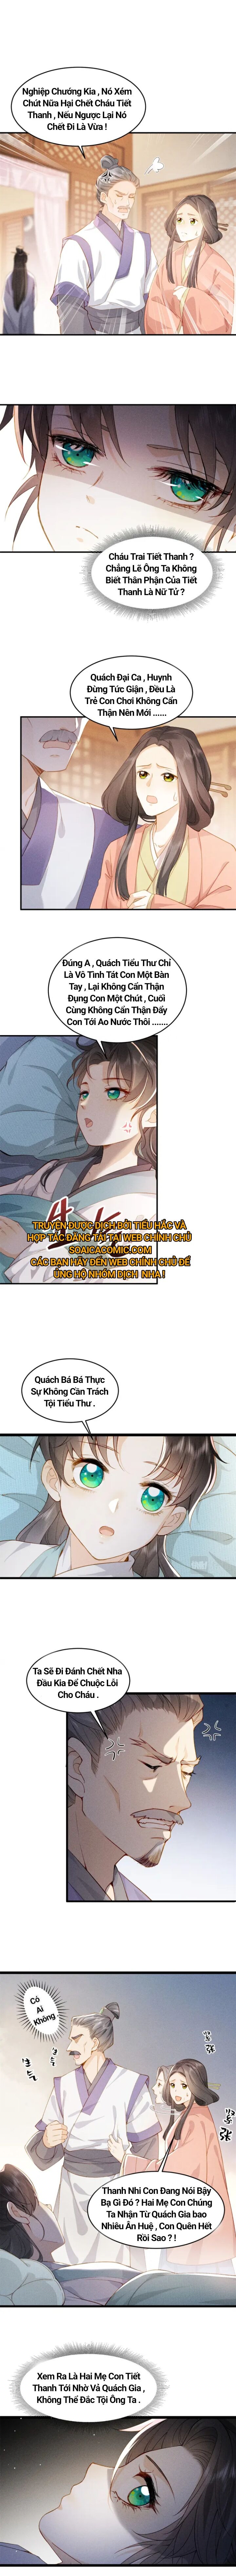 Nghiệp Chướng Kia , Nó Xém
Chút Nữa Hại Chết Cháu Tiết
Thanh , Nếu Ngược Lại Nó
Chết Đi Là Vừa !
Cháu Trai Tiết Thanh ?
Chẳng Lẽ Ông Ta Không
Biết Thân Phận Của Tiết
Thanh Là Nữ Tử ?
Quách Đại Ca , Huynh
Đừng Tức Giận , Đều Là
Trẻ Con Chơi Không Cẩn
Thận Nên Mới ......
Đúng A , Quách Tiểu Thư Chỉ
Là Vô Tình Tát Con Một Bàn
Tay , Lại Không Cẩn Thận
Đụng Con Một Chút , Cuối
Cùng Không Cẩn Thận Đẩy
Con Tới Ao Nước Thôi .......
TRUYỆN ĐƯỢC DỊCH BỞI TIỂU HẮC VÀ
HỢP TÁC ĐĂNG TẢI TẠI WEB CHÍNH CHỦ
SOAICACOMIC.COM
CÁC BẠN HÃY ĐẾN WEB CHÍNH CHỦ ĐỂ
ỦNG HỘ NHÓM DỊCH NHA !
Quách Bá Bá Thực
Sự Không Cần Trách
Tội Tiểu Thư .
Ta Sẽ Đi Đánh Chết Nha
Đầu Kia Để Chuộc Lỗi
Cho Cháu .
Có
Ai
Không
Thanh Nhi Con Đang Nói Bậy
Bạ Gì Đó ? Hai Mẹ Con Chúng
Ta Nhận Từ Quách Gia bao
Nhiêu Ân Huệ , Con Quên Hết
Rồi Sao ? !
Xem Ra Là Hai Mẹ Con Tiết
Thanh Tới Nhờ Vả Quách Gia ,
Không Thể Đắc Tội Ông Ta .